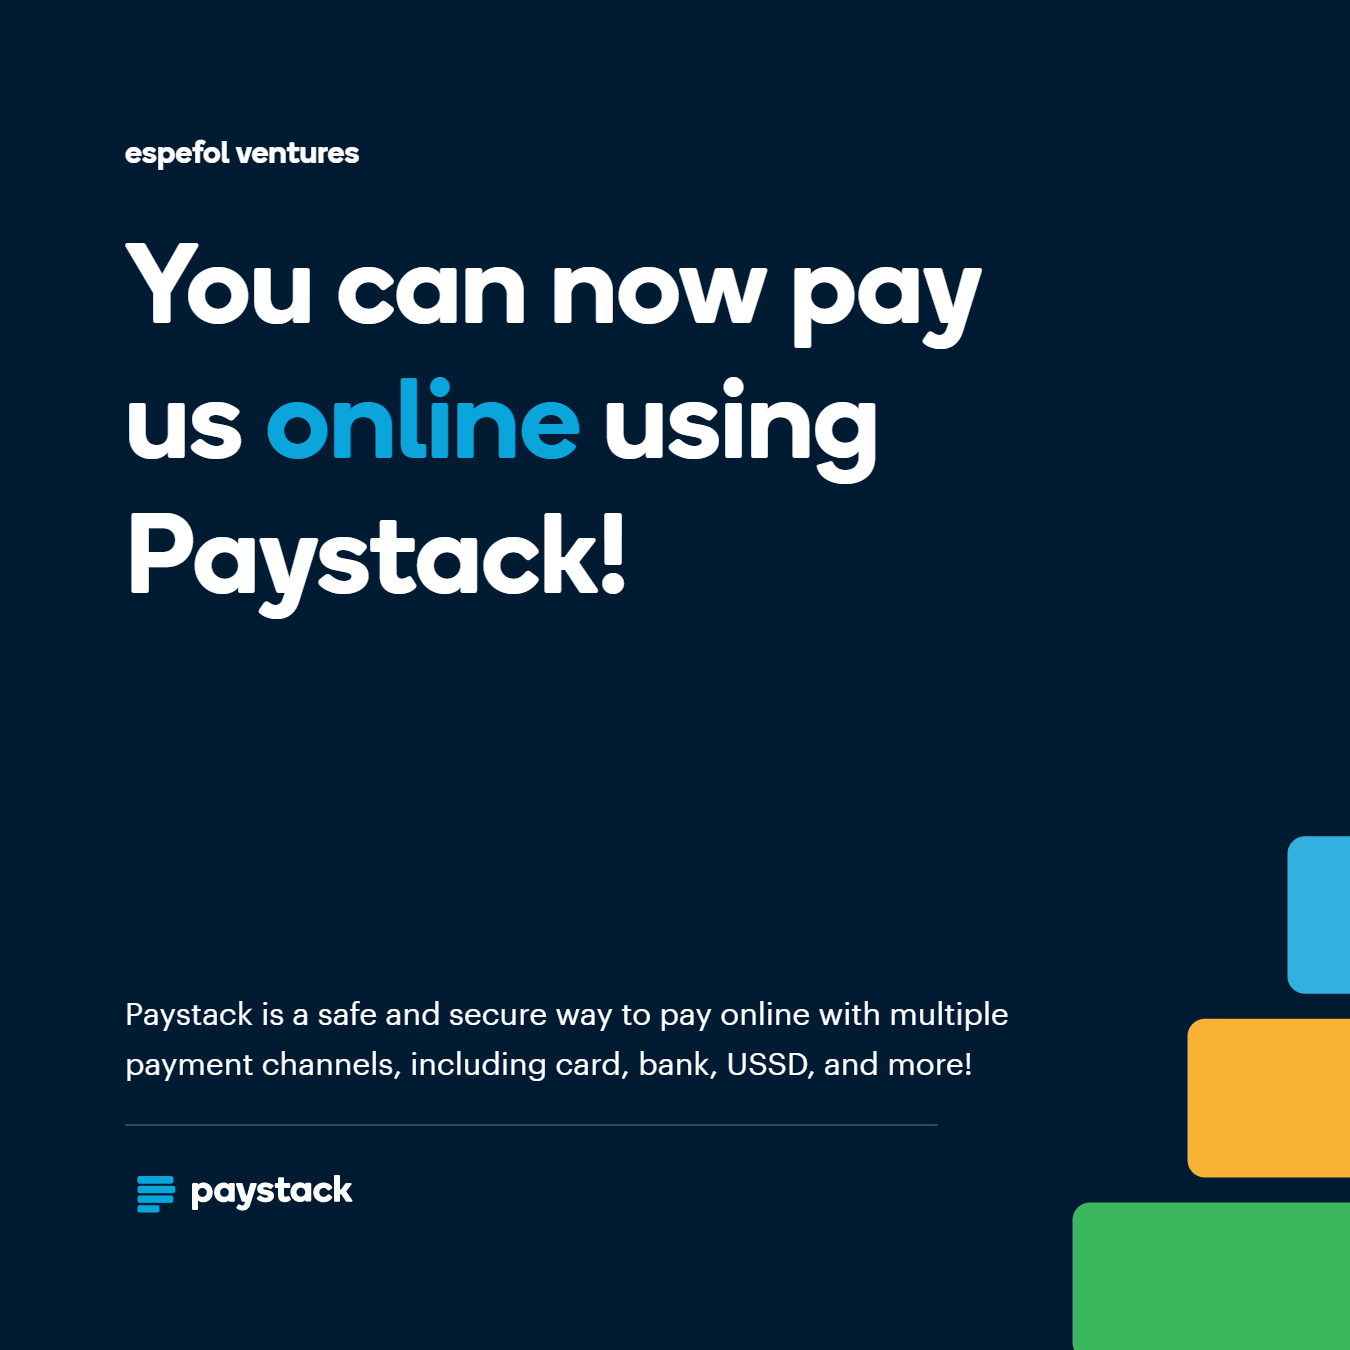 espefol ventures
You can now pay
us online using
Paystack!
Paystack is a safe and secure way to pay online with multiple
payment channels, including card, bank, USSD, and more!
paystack